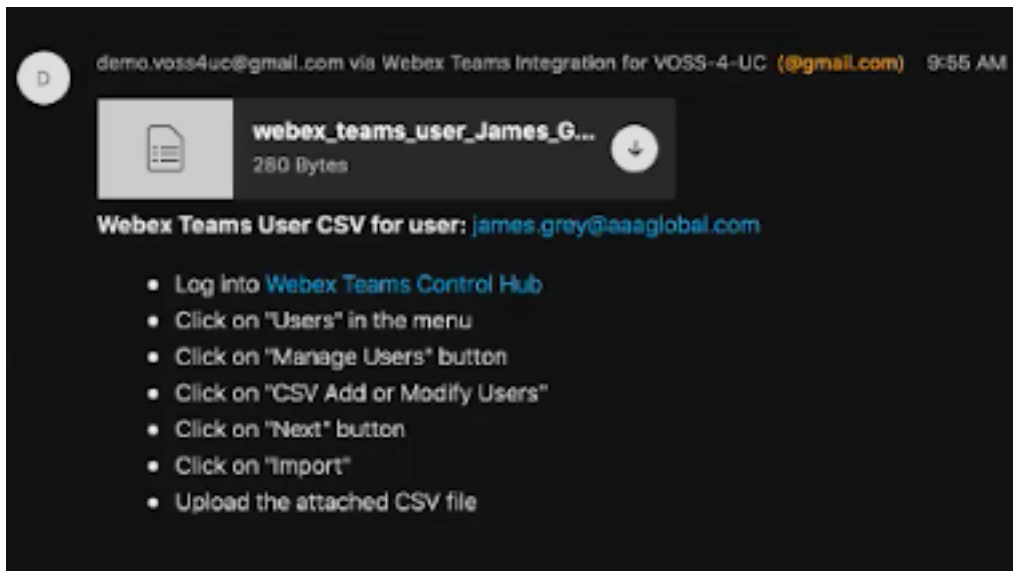 D
demo.voss4uc@gmail.com via Webex Teams Integration for VOSS-4-UC (@gmail.com) 9:55 AM
webex_teams_user_James_G...
280 Bytes
Webex Teams User CSV for user: james.grey@aaaglobal.com
• Log into Webex Teams Control Hub
• Click on "Users" in the menu
• Click on "Manage Users" button
• Click on "CSV Add or Modify Users"
• Click on "Next" button
• Click on "Import"
• Upload the attached CSV file